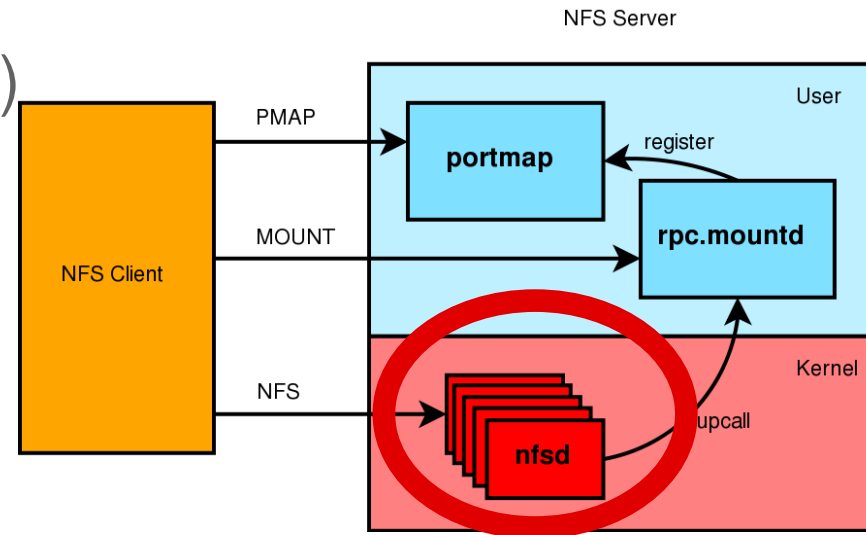 NFS Server
)
User
PMAP
register
portmap
MOUNT
rpc.mountd
NFS Client
Kernel
NFS
upcall
nfsd